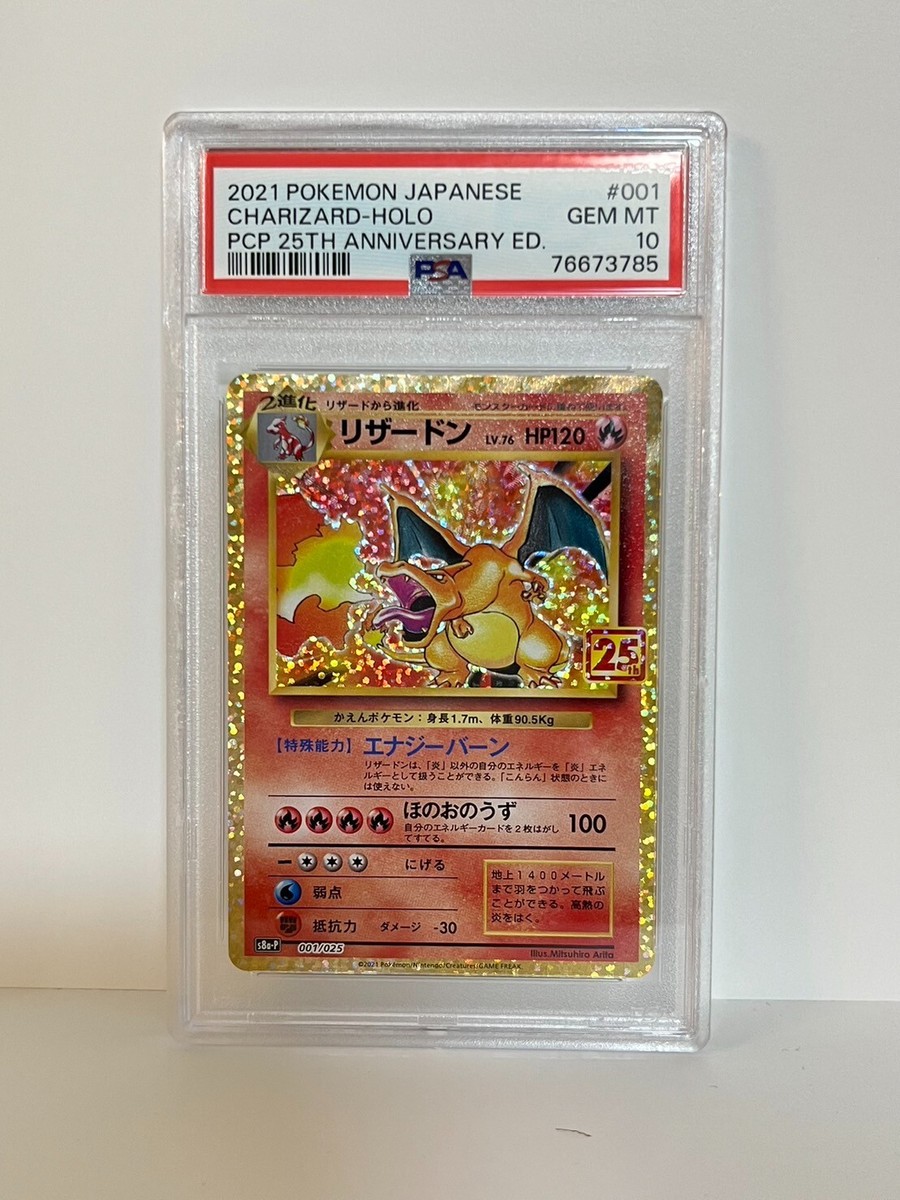 2021 POKEMON JAPANESE #001
CHARIZARD-HOLO GEM MT
PCP 25TH ANNIVERSARY ED. 10
PSA 76673785
2進化 リザードから進化
リザードン LV.76 HP120
25th
かえんポケモン：身長1.7m、体重90.5Kg
【特殊能力】エナジーバーン
リザードンは、「炎」以外の自分のエネルギーを「炎」エネ
ルギーとして扱うことができる。「こんらん」状態のときに
は使えない。
ほのおのうず 100
自分のエネルギーカードを２枚はがし
てすてる。
にげる
弱点
抵抗力 ダメージ -30
地上１４００メートル
まで羽をつかって飛ぶ
ことができる。高熱の
炎をはく。
s8a-P 001/025
Illus.Mitsuhiro Arita
©2021 Pokémon/Nintendo/Creatures/GAME FREAK.